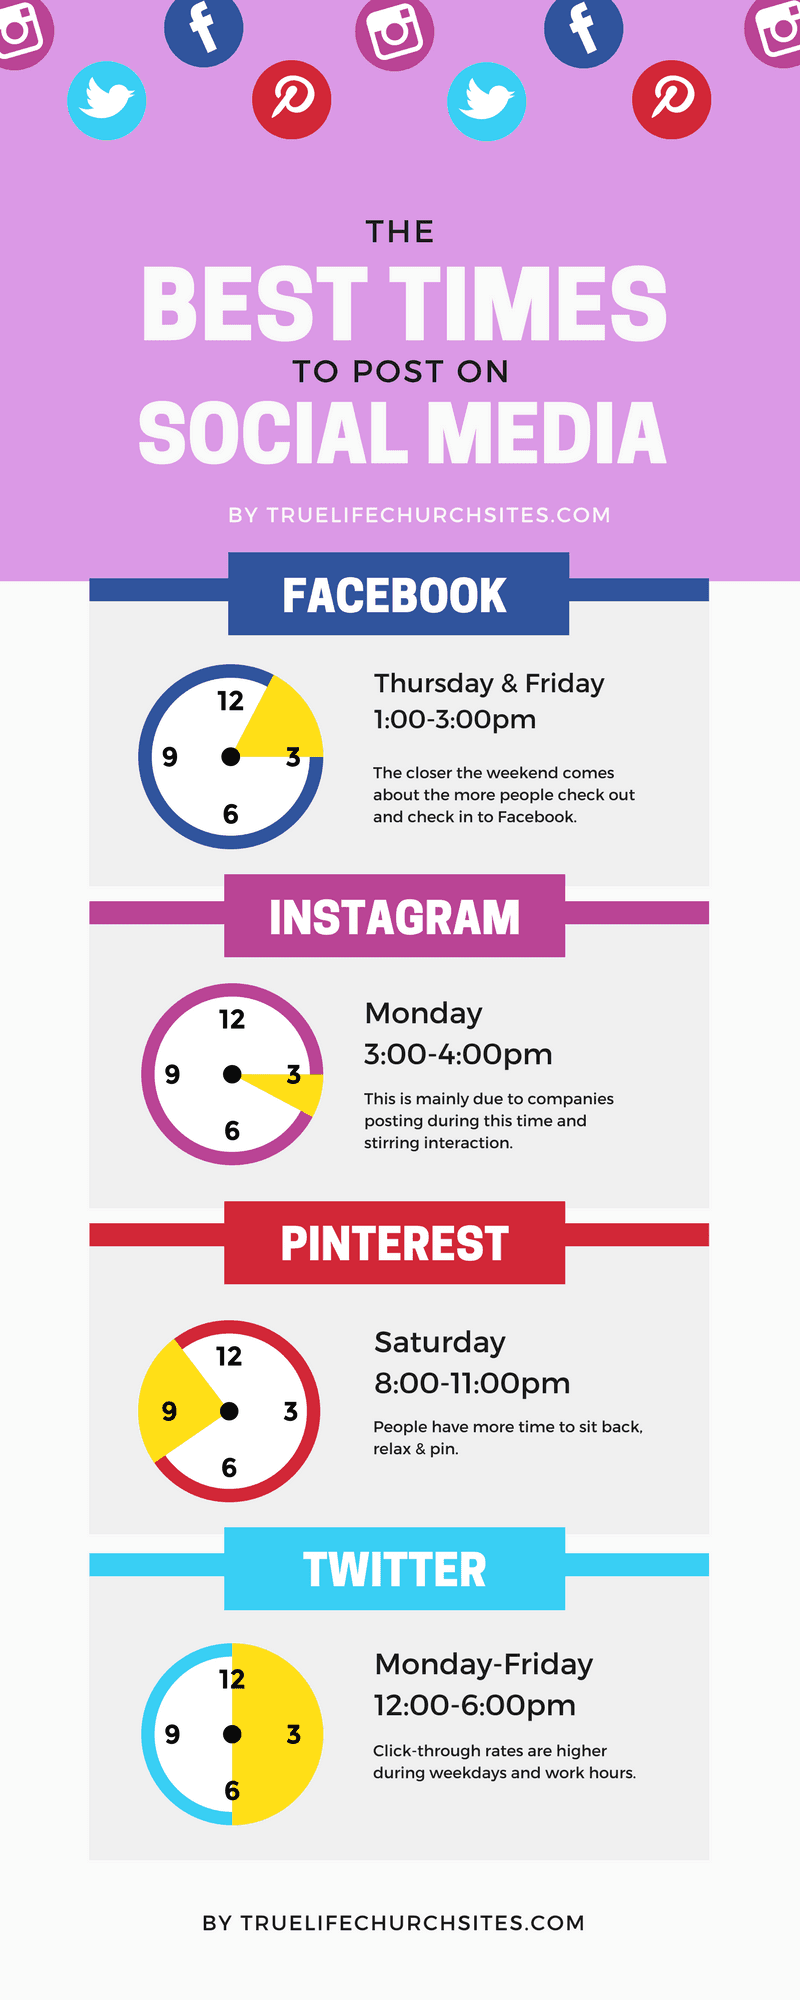 THE
BEST TIMES
TO POST ON
SOCIAL MEDIA
BY TRUELIFECHURCHSITES.COM
FACEBOOK
12
9
3
6
Thursday & Friday
1:00-3:00pm
The closer the weekend comes
about the more people check out
and check in to Facebook.
INSTAGRAM
12
9
3
6
Monday
3:00-4:00pm
This is mainly due to companies
posting during this time and
stirring interaction.
PINTEREST
12
9
3
6
Saturday
8:00-11:00pm
People have more time to sit back,
relax & pin.
TWITTER
12
9
3
6
Monday-Friday
12:00-6:00pm
Click-through rates are higher
during weekdays and work hours.
BY TRUELIFECHURCHSITES.COM